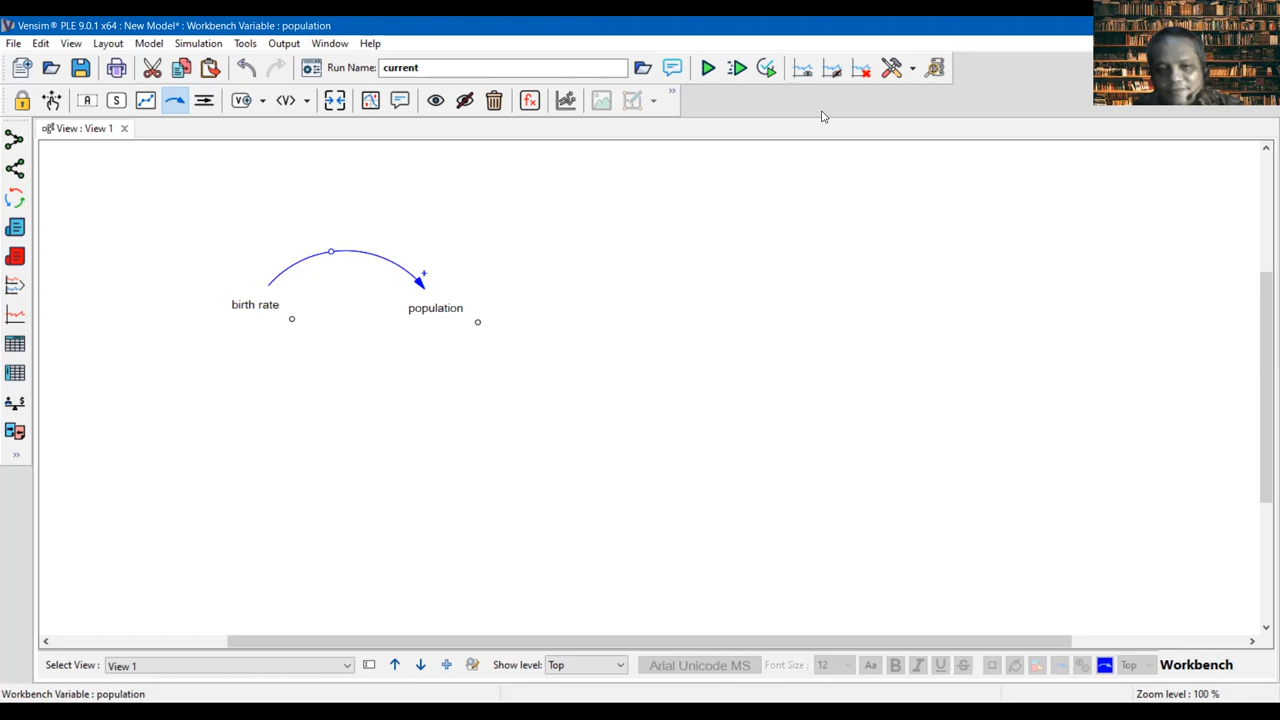 Vensim® PLE 9.0.1 x64 : New Model* : Workbench Variable : population
File Edit View Layout Model Simulation Tools Output Window Help
Run Name: current
A S V <V> fx
View : View 1
+
birth rate
population
Select View : View 1 Show level: Top Arial Unicode MS Font Size : 12 Aa B I U S Top Workbench
Workbench Variable : population Zoom level : 100 %